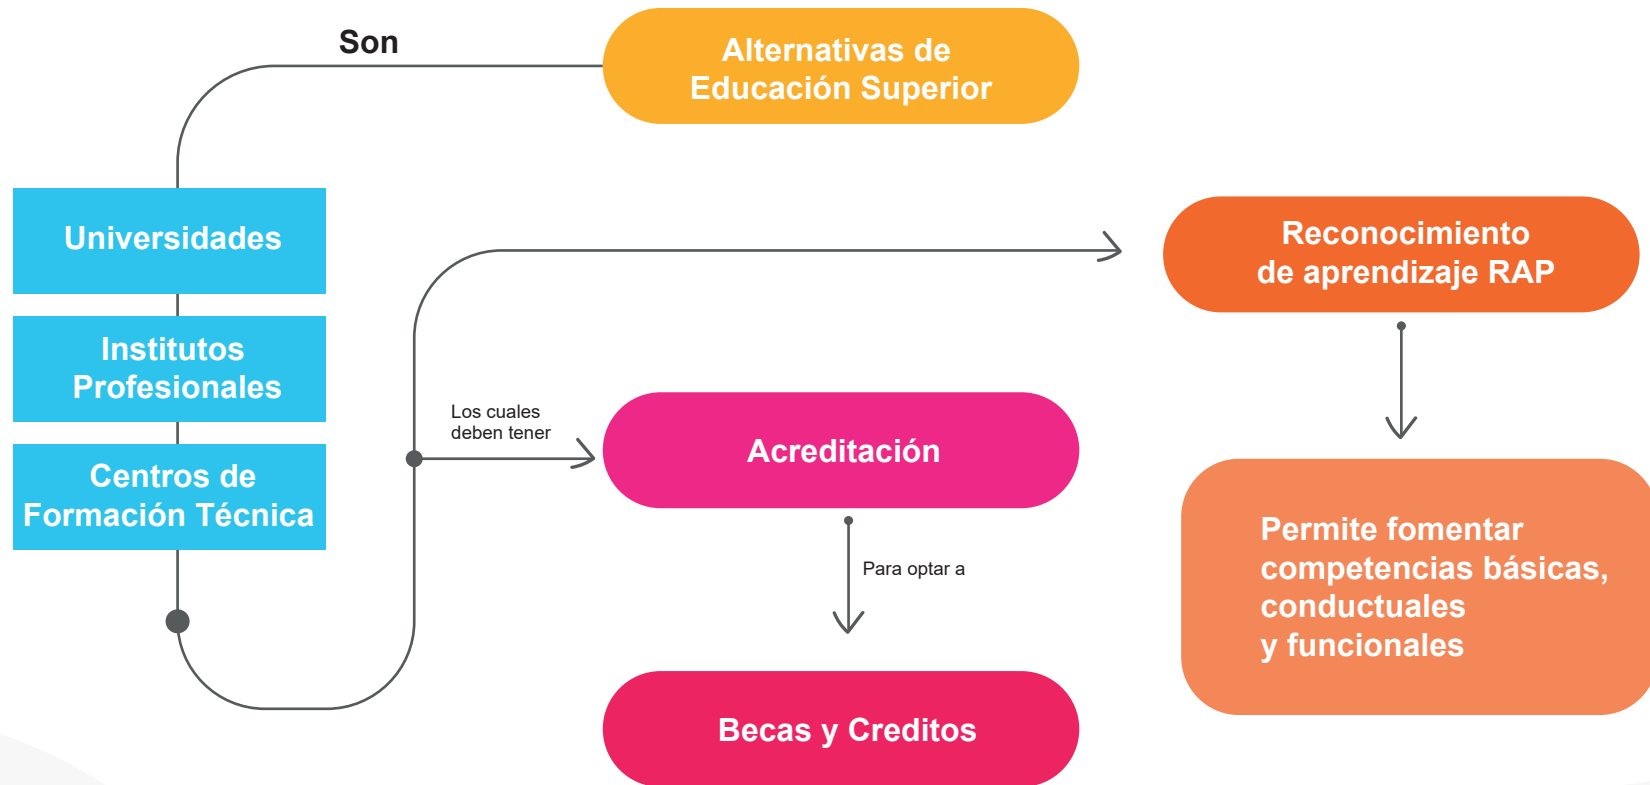 Son
Alternativas de
Educación Superior
Universidades
Institutos
Profesionales
Centros de
Formación Técnica
Los cuales
deben tener
Acreditación
Para optar a
Becas y Creditos
Reconocimiento
de aprendizaje RAP
Permite fomentar
competencias básicas,
conductuales
y funcionales